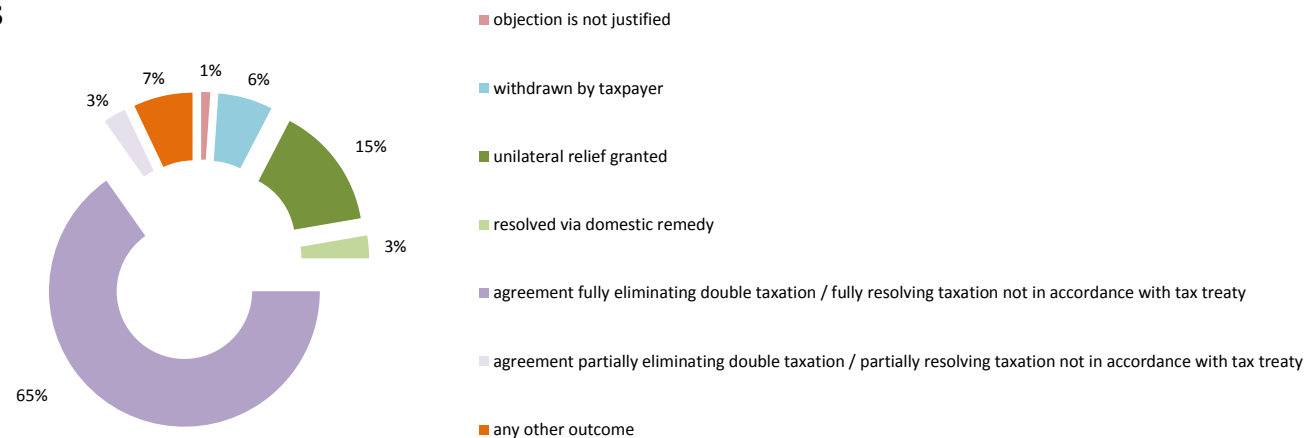 s
objection is not justified
1%
7%
6%
withdrawn by taxpayer
3%
15%
unilateral relief granted
resolved via domestic remedy
3%
agreement fully eliminating double taxation / fully resolving taxation not in accordance with tax treaty
agreement partially eliminating double taxation / partially resolving taxation not in accordance with tax treaty
65%
any other outcome